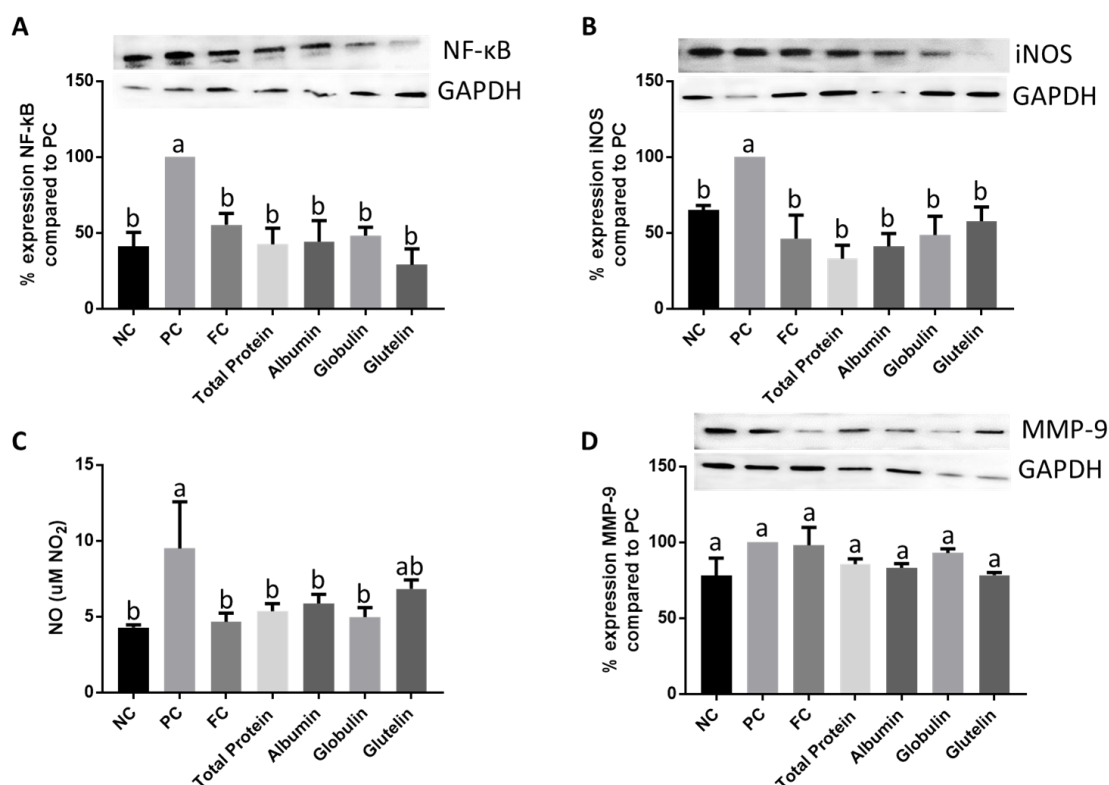 A
NF-κB
GAPDH
% expression NF-kB
compared to PC
150
100
50
0
a
b
b
b
b
b
b
NC
PC
FC
Total Protein
Albumin
Globulin
Glutelin
B
iNOS
GAPDH
% expression iNOS
compared to PC
150
100
50
0
b
a
b
b
b
b
b
NC
PC
FC
Total Protein
Albumin
Globulin
Glutelin
C
NO (uM NO₂)
15
10
5
0
b
a
b
b
b
b
ab
NC
PC
FC
Total Protein
Albumin
Globulin
Glutelin
D
MMP-9
GAPDH
% expression MMP-9
compared to PC
150
100
50
0
a
a
a
a
a
a
a
NC
PC
FC
Total Protein
Albumin
Globulin
Glutelin